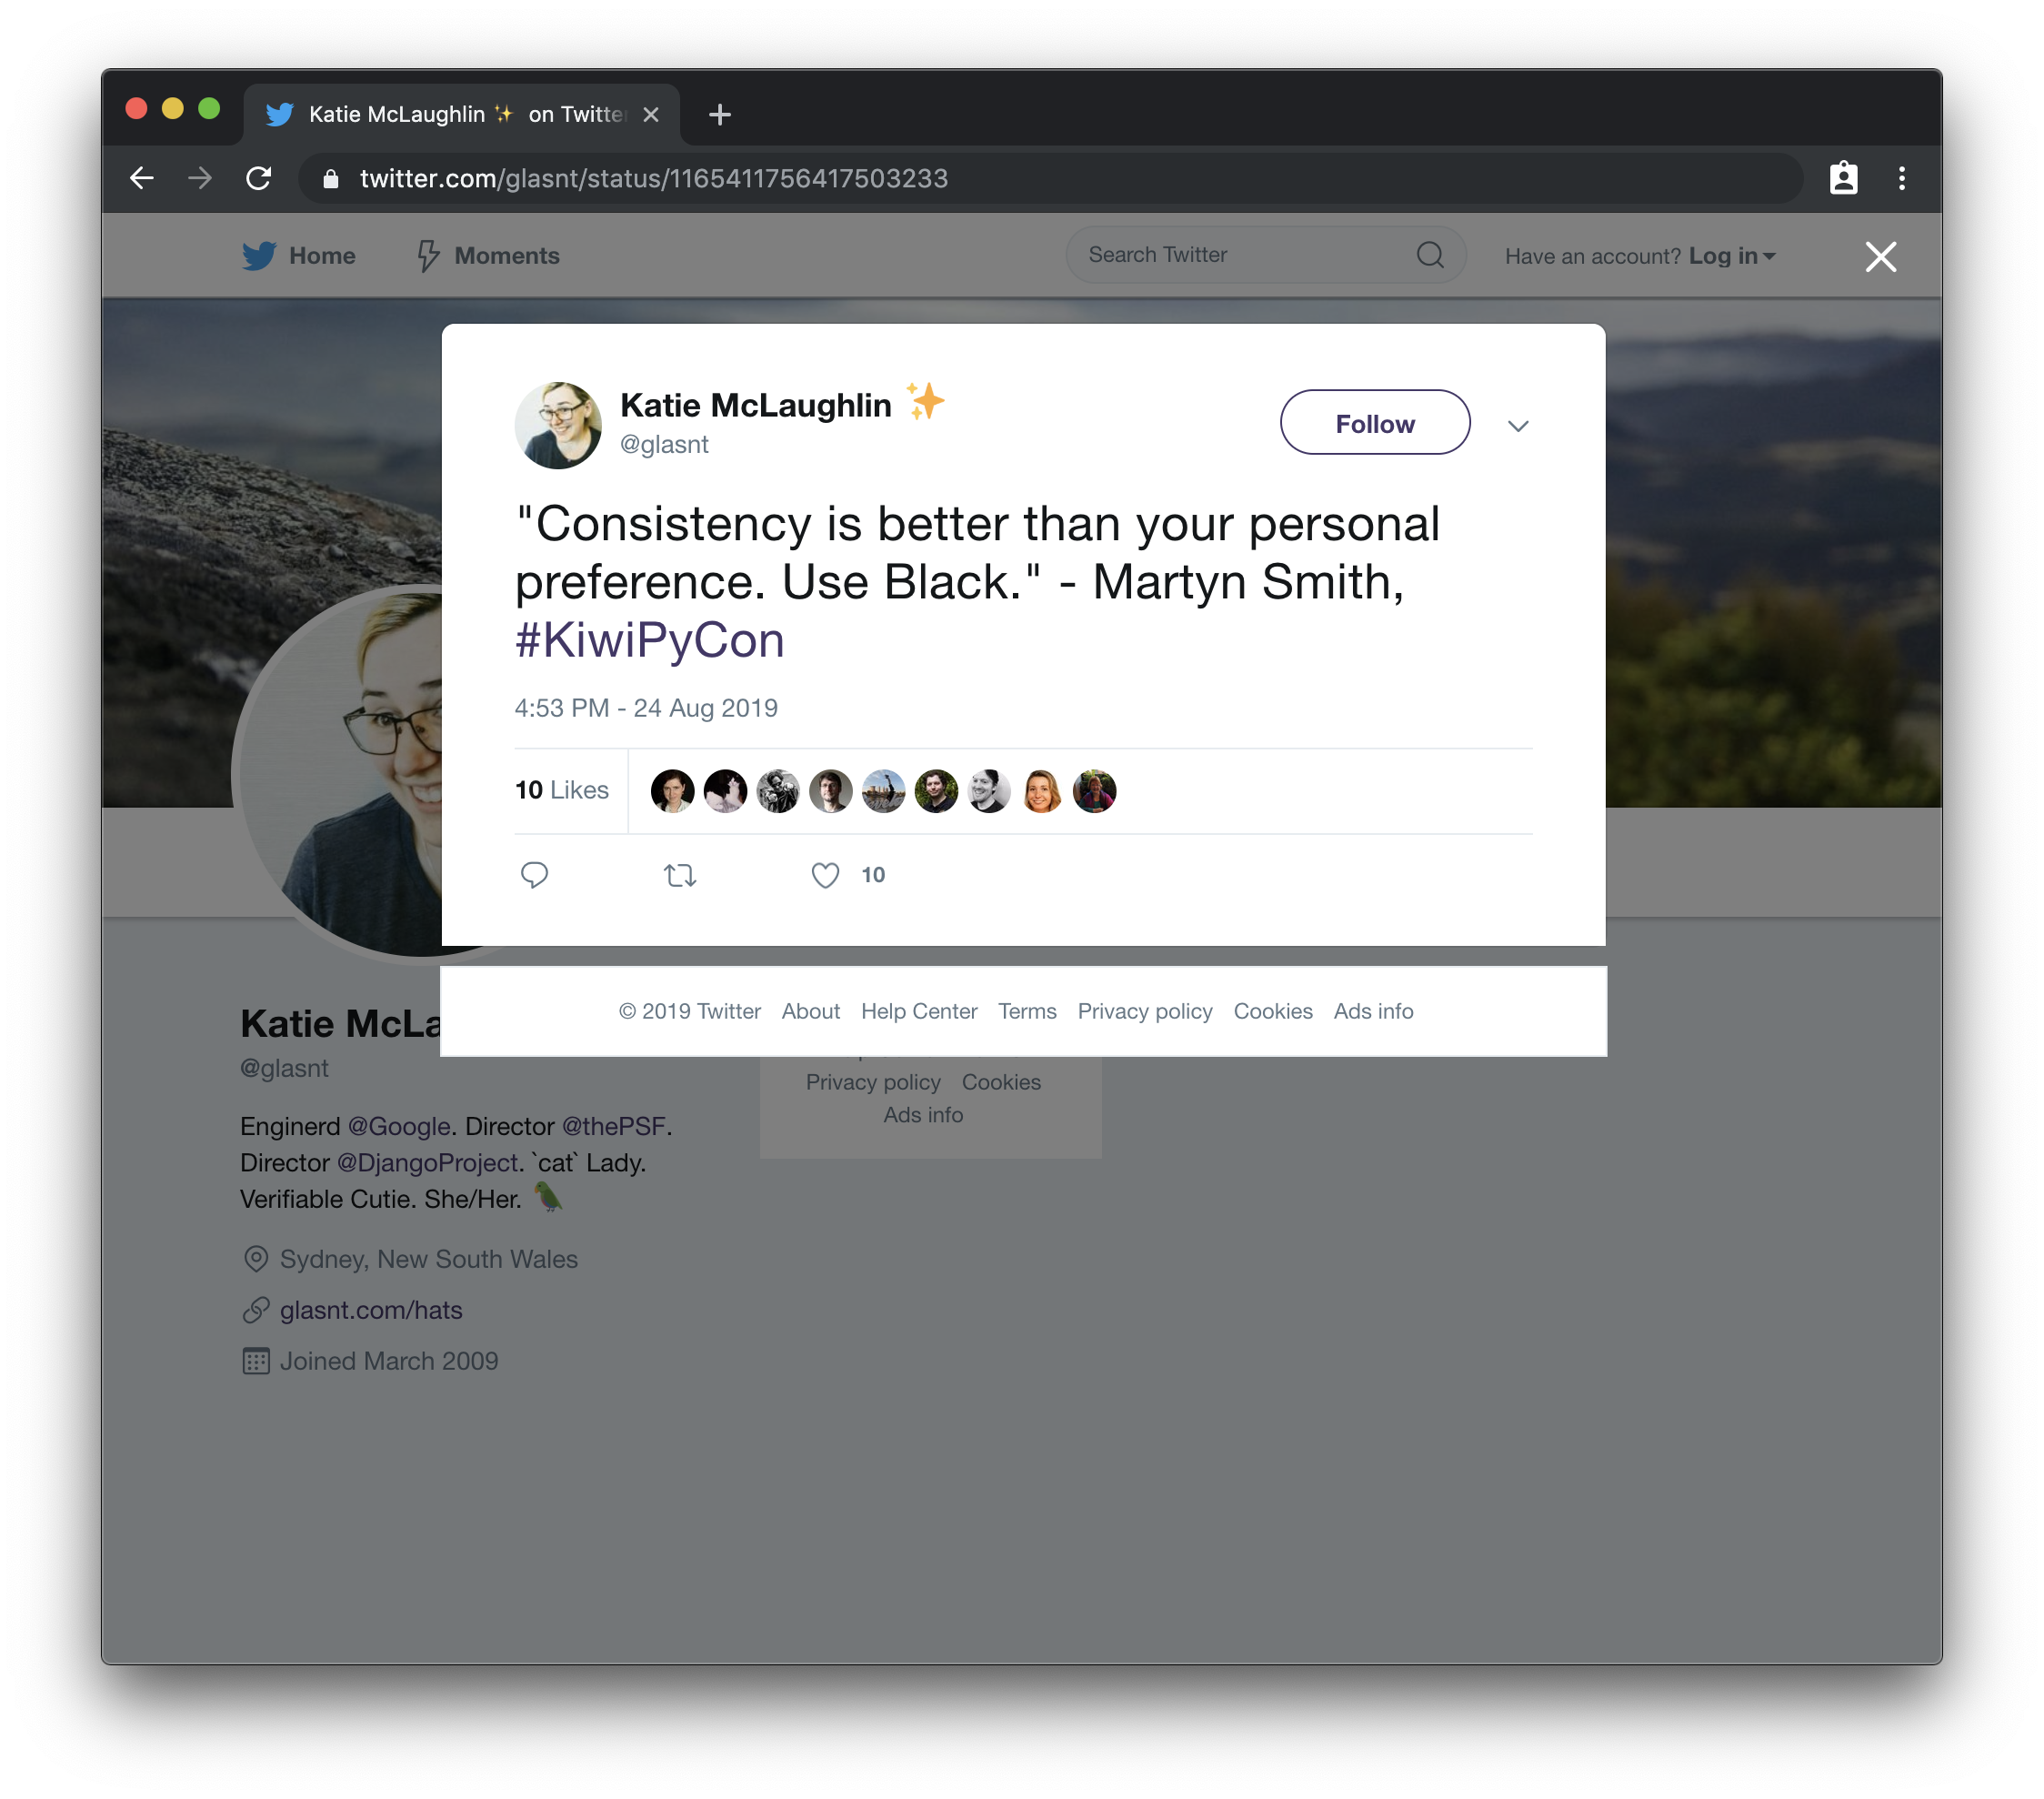 Katie McLaughlin ✨ on Twitte
twitter.com/glasnt/status/1165411756417503233
Home Moments Search Twitter Have an account? Log in
Katie McLaughlin ✨
@glasnt
Follow
"Consistency is better than your personal
preference. Use Black." - Martyn Smith,
#KiwiPyCon
4:53 PM - 24 Aug 2019
10 Likes
10
© 2019 Twitter About Help Center Terms Privacy policy Cookies Ads info
Katie McLa
@glasnt
Enginerd @Google. Director @thePSF.
Director @DjangoProject. `cat` Lady.
Verifiable Cutie. She/Her. 🦜
Sydney, New South Wales
glasnt.com/hats
Joined March 2009
Privacy policy Cookies
Ads info